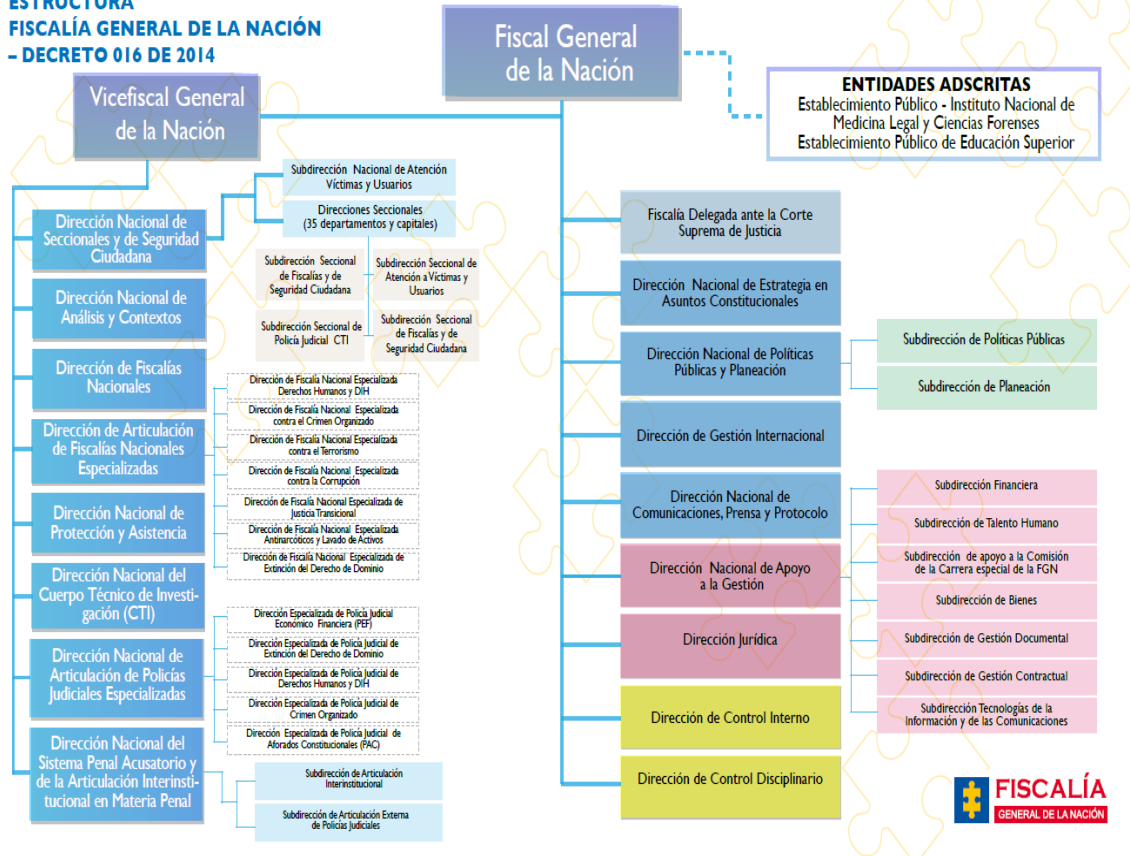 ESTRUCTURA
FISCALÍA GENERAL DE LA NACIÓN
– DECRETO 016 DE 2014
Fiscal General
de la Nación
Vicefiscal General
de la Nación
ENTIDADES ADSCRITAS
Establecimiento Público - Instituto Nacional de
Medicina Legal y Ciencias Forenses
Establecimiento Público de Educación Superior
Dirección Nacional de
Seccionales y de Seguridad
Ciudadana
Subdirección Nacional de Atención
Víctimas y Usuarios
Direcciones Seccionales
(35 departamentos y capitales)
Subdirección Seccional
de Fiscalías y de
Seguridad Ciudadana
Subdirección Seccional de
Atención a Víctimas y
Usuarios
Subdirección Seccional de
Policía Judicial CTI
Subdirección Seccional
de Fiscalías y de
Seguridad Ciudadana
Dirección Nacional de
Análisis y Contextos
Dirección de Fiscalías
Nacionales
Dirección de Articulación
de Fiscalías Nacionales
Especializadas
Dirección de Fiscalía Nacional Especializada
Derechos Humanos y DIH
Dirección de Fiscalía Nacional Especializada
contra el Crimen Organizado
Dirección de Fiscalía Nacional Especializada
contra el Terrorismo
Dirección de Fiscalía Nacional Especializada
contra la Corrupción
Dirección de Fiscalía Nacional Especializada de
Justicia Transicional
Dirección de Fiscalía Nacional Especializada
Antinarcóticos y Lavado de Activos
Dirección de Fiscalía Nacional Especializada de
Extinción del Derecho de Dominio
Dirección Nacional de
Protección y Asistencia
Dirección Nacional del
Cuerpo Técnico de Investi-
gación (CTI)
Dirección Nacional de
Articulación de Policías
Judiciales Especializadas
Dirección Especializada de Policía Judicial
Económico Financiera (PEF)
Dirección Especializada de Policía Judicial de
Extinción del Derecho de Dominio
Dirección Especializada de Policía Judicial de
Derechos Humanos y DIH
Dirección Especializada de Policía Judicial de
Crimen Organizado
Dirección Especializada de Policía Judicial de
Aforados Constitucionales (PAC)
Dirección Nacional del
Sistema Penal Acusatorio y
de la Articulación Interinsti-
tucional en Materia Penal
Subdirección de Articulación
Interinstitucional
Subdirección de Articulación Externa
de Policías Judiciales
Fiscalía Delegada ante la Corte
Suprema de Justicia
Dirección Nacional de Estrategia en
Asuntos Constitucionales
Dirección Nacional de Políticas
Públicas y Planeación
Subdirección de Políticas Públicas
Subdirección de Planeación
Dirección de Gestión Internacional
Dirección Nacional de
Comunicaciones, Prensa y Protocolo
Dirección Nacional de Apoyo
a la Gestión
Subdirección Financiera
Subdirección de Talento Humano
Subdirección de apoyo a la Comisión
de la Carrera especial de la FGN
Subdirección de Bienes
Subdirección de Gestión Documental
Subdirección de Gestión Contractual
Subdirección Tecnologías de la
Información y de las Comunicaciones
Dirección Jurídica
Dirección de Control Interno
Dirección de Control Disciplinario
FISCALÍA
GENERAL DE LA NACIÓN